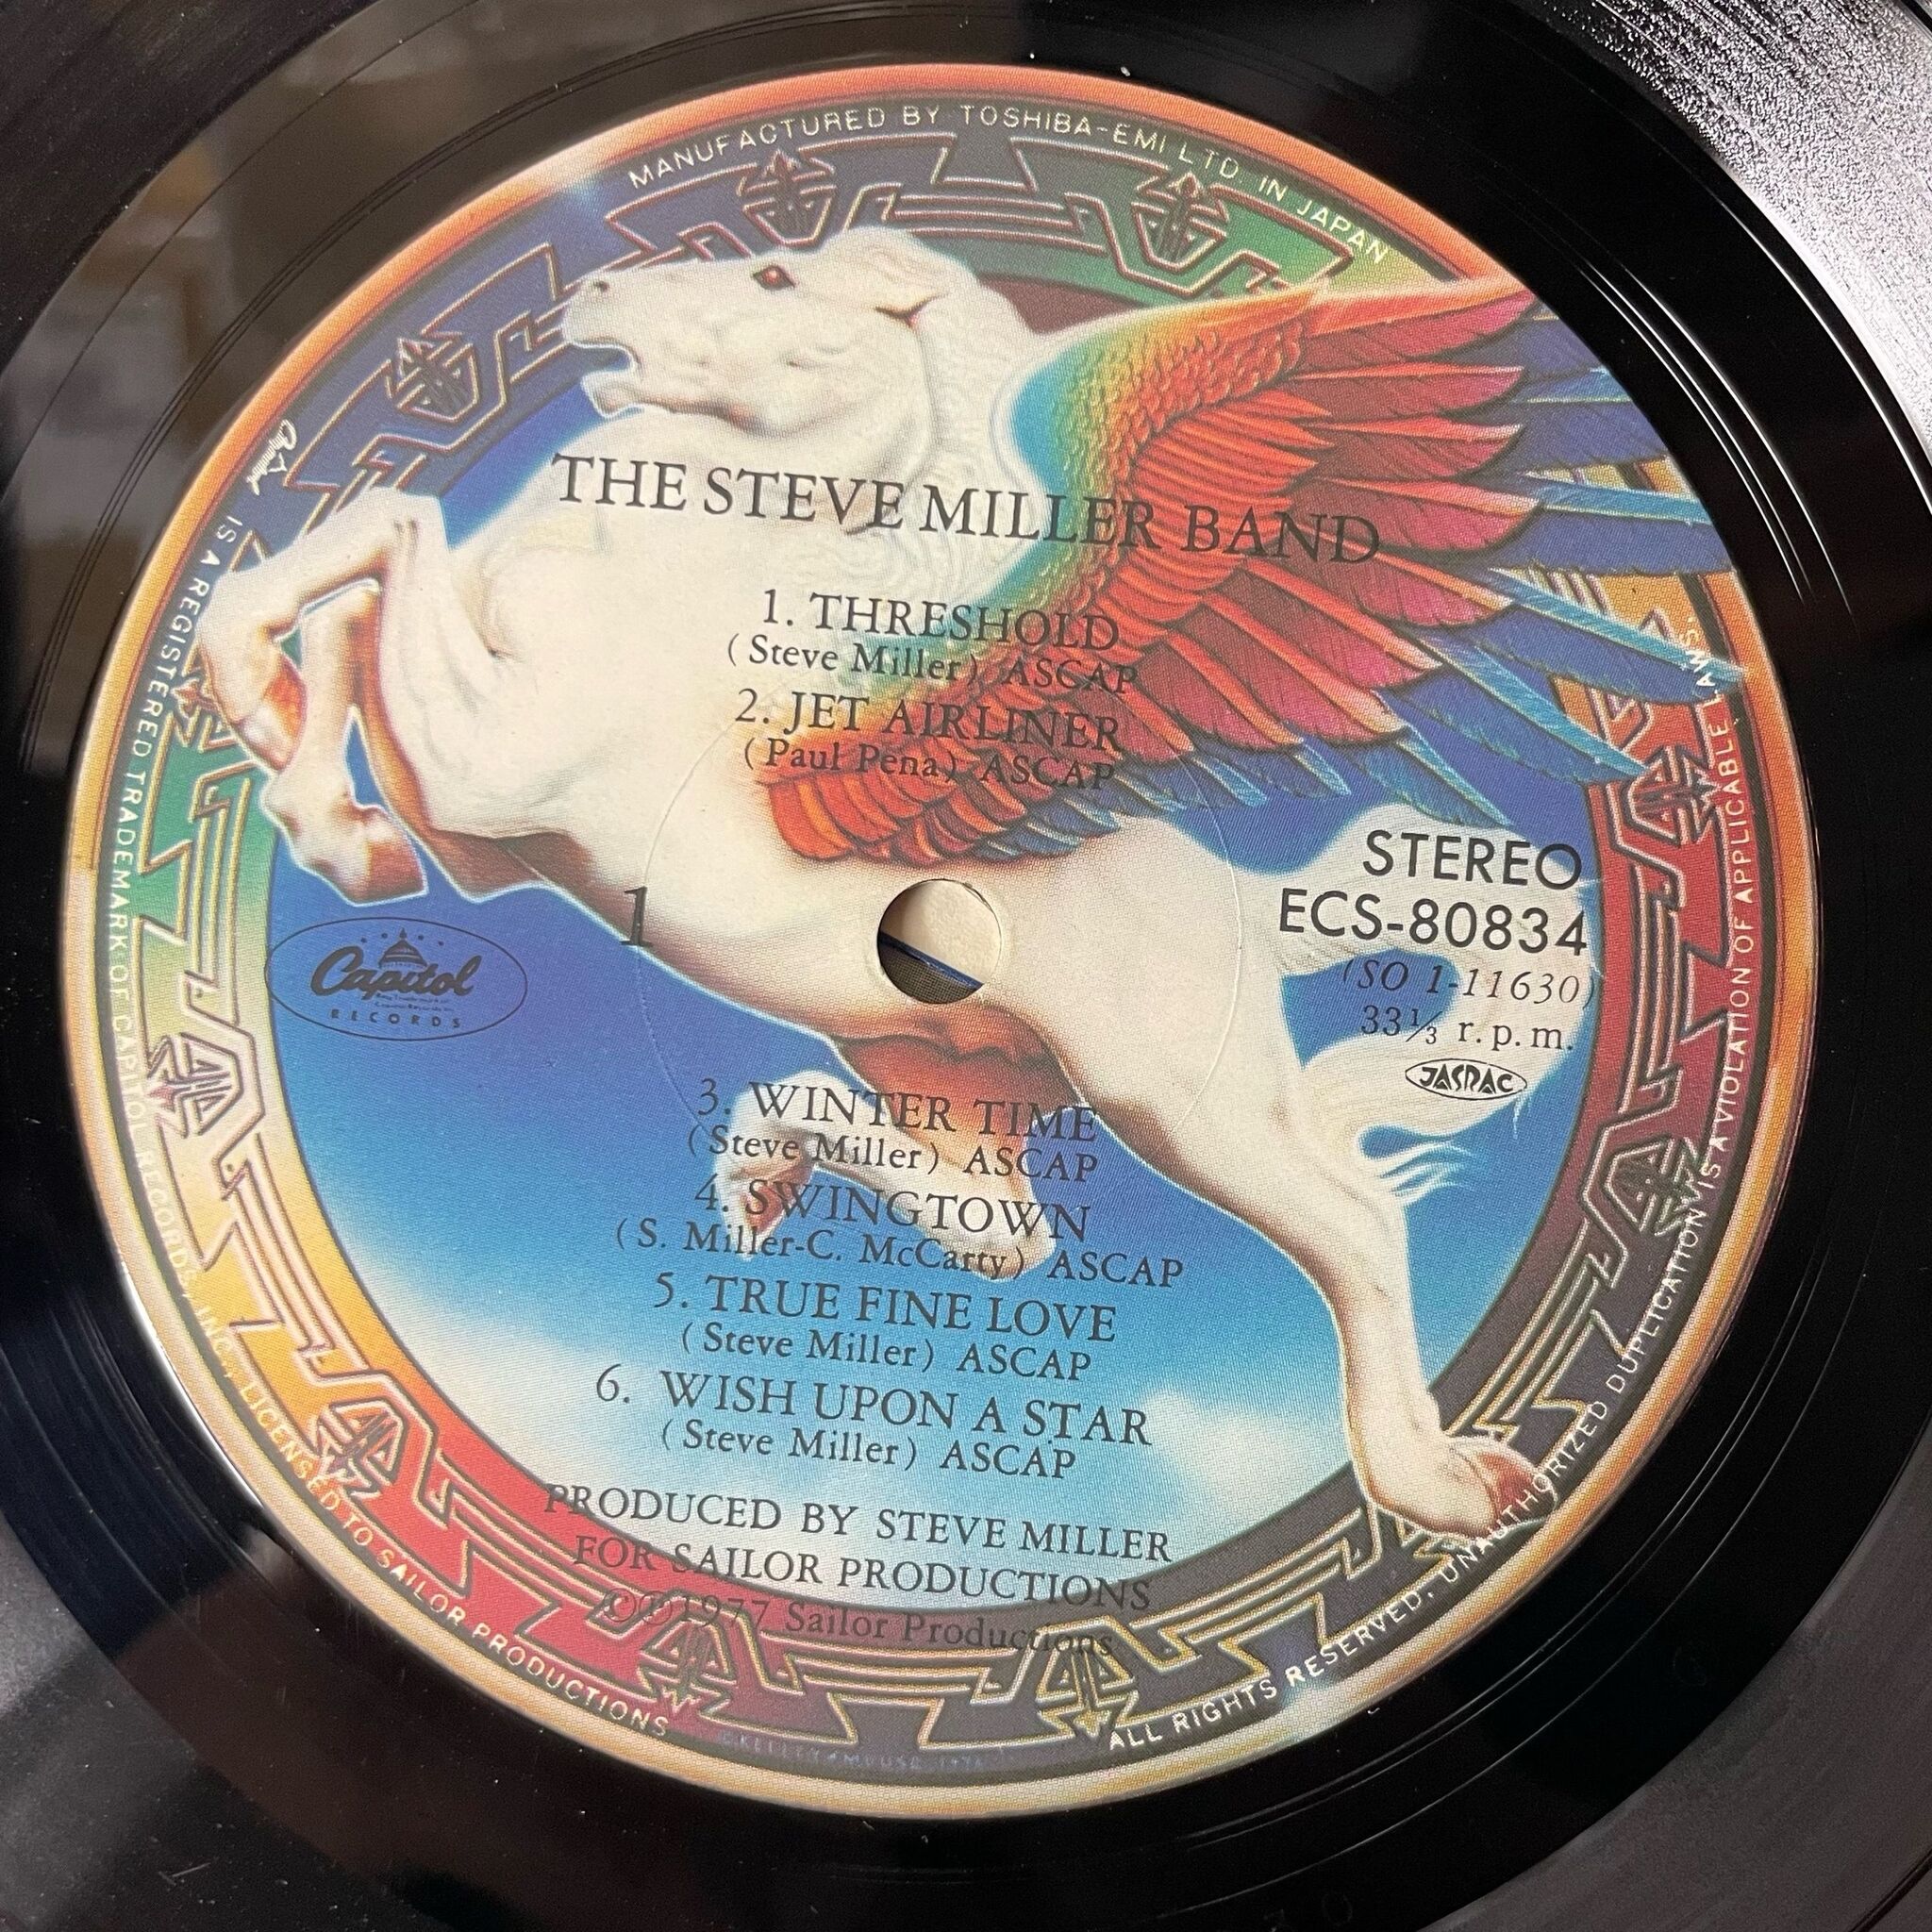 MANUFACTURED BY TOSHIBA-EMI LTD. IN JAPAN
THE STEVE MILLER BAND
1. THRESHOLD
(Steve Miller) ASCAP
2. JET AIRLINER
(Paul Pena) ASCAP
STEREO
ECS-80834
(SO 1-11630)
33⅓ r.p.m.
JASRAC
1
Capitol
RECORDS
3. WINTER TIME
(Steve Miller) ASCAP
4. SWINGTOWN
(S. Miller-C. McCarty) ASCAP
5. TRUE FINE LOVE
(Steve Miller) ASCAP
6. WISH UPON A STAR
(Steve Miller) ASCAP
PRODUCED BY STEVE MILLER
FOR SAILOR PRODUCTIONS
©℗1977 Sailor Productions
Capitol IS A REGISTERED TRADEMARK OF CAPITOL RECORDS, INC., LICENSED TO SAILOR PRODUCTIONS
ALL RIGHTS RESERVED. UNAUTHORIZED DUPLICATION IS A VIOLATION OF APPLICABLE LAWS.
©KELLEY MOUSE